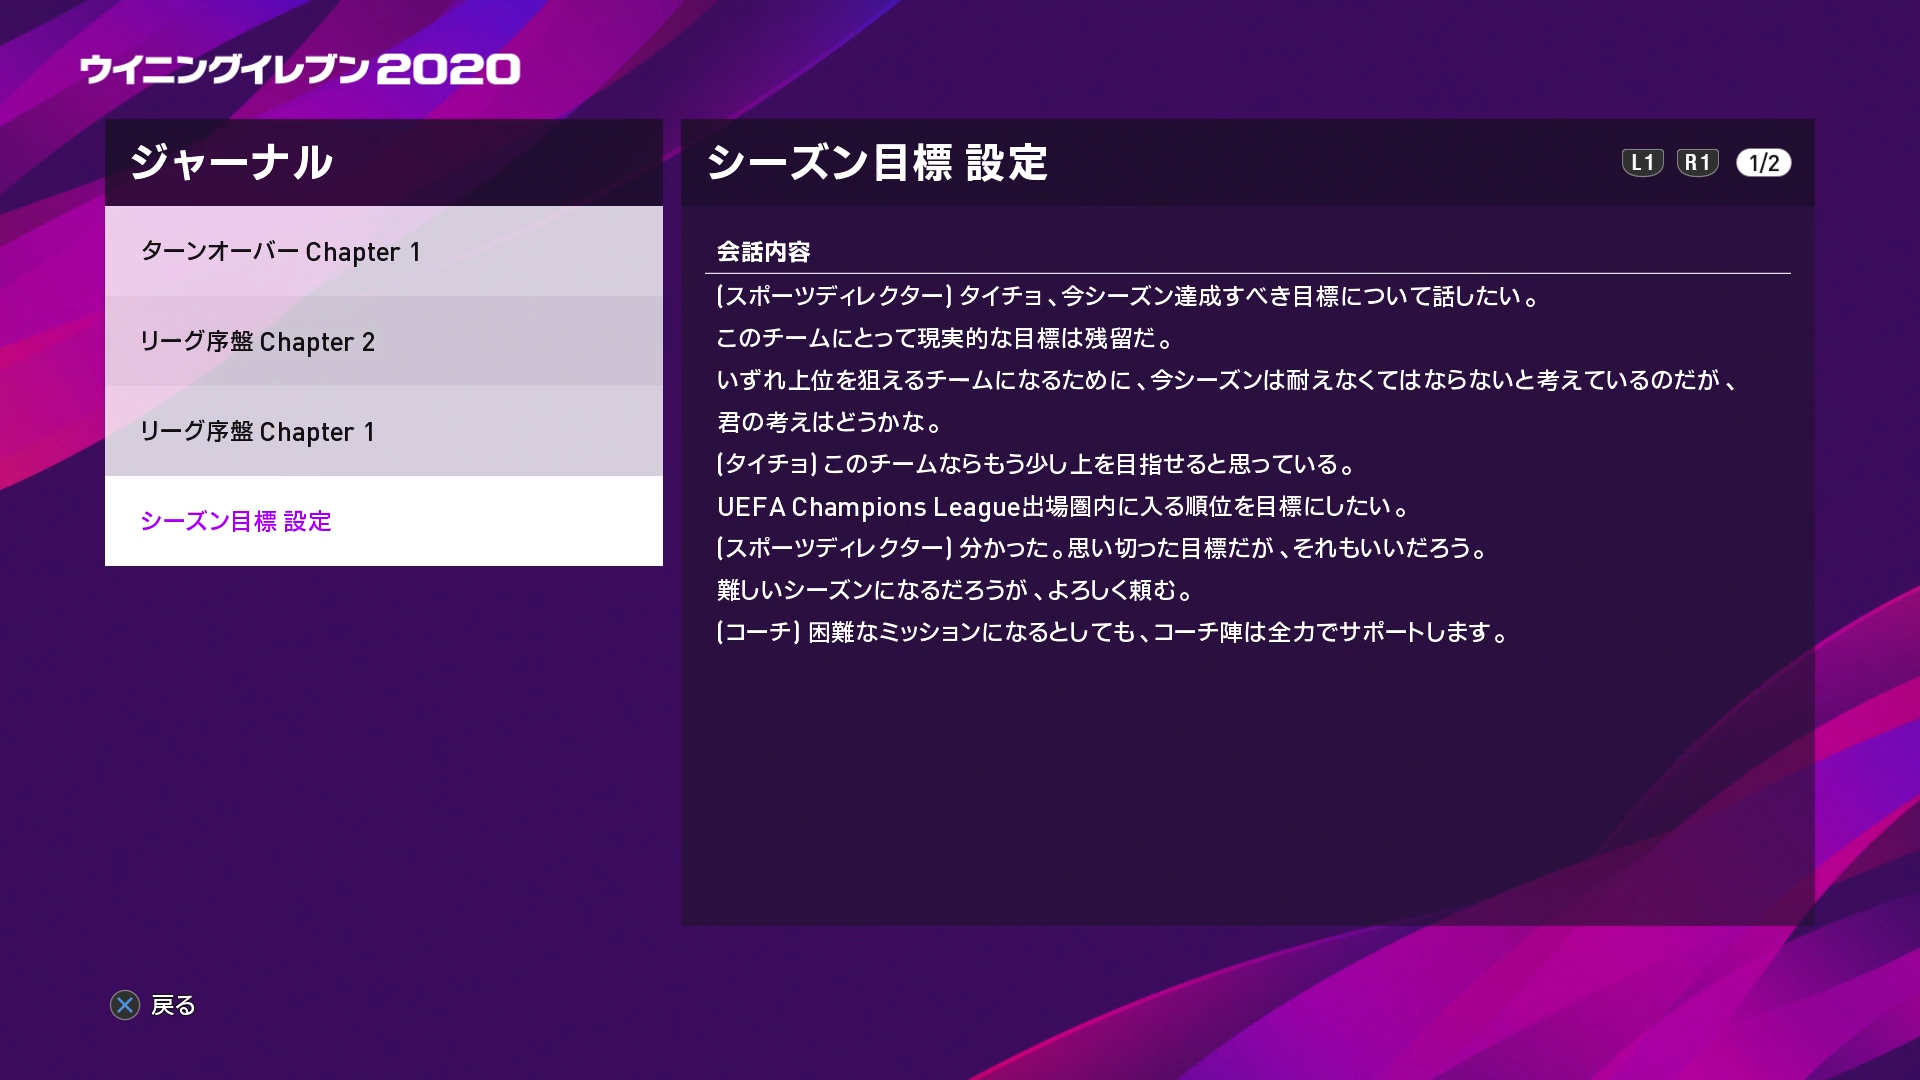 ウイニングイレブン 2020
ジャーナル
ターンオーバー Chapter 1
リーグ序盤 Chapter 2
リーグ序盤 Chapter 1
シーズン目標 設定
シーズン目標 設定
L1 R1 1/2
会話内容
(スポーツディレクター) タイチョ、今シーズン達成すべき目標について話したい。
このチームにとって現実的な目標は残留だ。
いずれ上位を狙えるチームになるために、今シーズンは耐えなくてはならないと考えているのだが、
君の考えはどうかな。
(タイチョ) このチームならもう少し上を目指せると思っている。
UEFA Champions League出場圏内に入る順位を目標にしたい。
(スポーツディレクター) 分かった。思い切った目標だが、それもいいだろう。
難しいシーズンになるだろうが、よろしく頼む。
(コーチ) 困難なミッションになるとしても、コーチ陣は全力でサポートします。
戻る